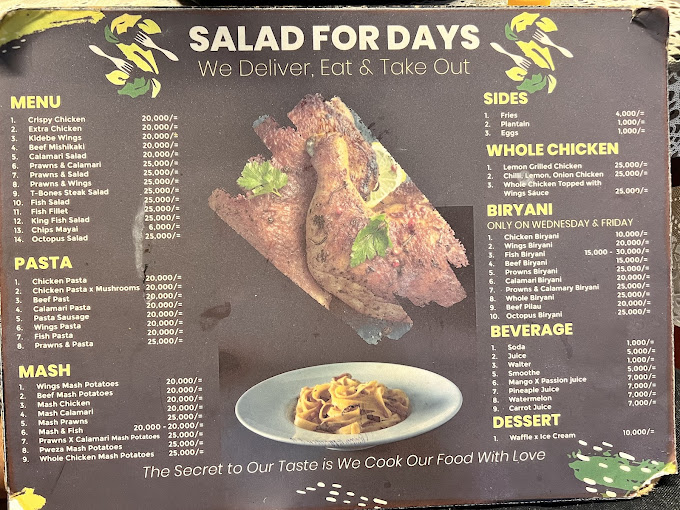 SALAD FOR DAYS
We Deliver, Eat & Take Out
MENU
1. Crispy Chicken 20,000/=
2. Extra Chicken 20,000/=
3. Kidebe Wings 20,000/=
4. Beef Mishikaki 20,000/=
5. Calamari Salad 20,000/=
6. Prawns & Calamari 25,000/=
7. Prawns & Salad 25,000/=
8. Prawns & Wings 25,000/=
9. T-Bones Steak Salad 25,000/=
10. Fish Salad 25,000/=
11. Fish Fillet 25,000/=
12. King Fish Salad 25,000/=
13. Chips Mayai 6,000/=
14. Octopus Salad 25,000/=
PASTA
1. Chicken Pasta 20,000/=
2. Chicken Pasta x Mushrooms 20,000/=
3. Beef Past 20,000/=
4. Calamari Pasta 20,000/=
5. Pasta Sausage 20,000/=
6. Wings Pasta 20,000/=
7. Fish Pasta 20,000/=
8. Prawns & Pasta 25,000/=
MASH
1. Wings Mash Potatoes 20,000/=
2. Beef Mash Potatoes 20,000/=
3. Mash Chicken 20,000/=
4. Mash Calamari 20,000/=
5. Mash Prawns 25,000/=
6. Mash & Fish 20,000 - 20,000/=
7. Prawns X Calamari Mash Potatoes 25,000/=
8. Pweza Mash Potatoes 25,000/=
9. Whole Chicken Mash Potatoes 25,000/=
SIDES
1. Fries 4,000/=
2. Plantain 1,000/=
3. Eggs 1,000/=
WHOLE CHICKEN
1. Lemon Grilled Chicken 25,000/=
2. Chilli, Lemon, Onion Chicken 25,000/=
3. Whole Chicken Topped with
Wings Sauce 25,000/=
BIRYANI
ONLY ON WEDNESDAY & FRIDAY
1. Chicken Biryani 10,000/=
2. Wings Biryani 20,000/=
3. Fish Biryani 15,000 - 30,000/=
4. Beef Biryani 15,000/=
5. Prowns Biryani 25,000/=
6. Calamari Biryani 20,000/=
7. Prowns & Calamary Biryani 25,000/=
8. Whole Biryani 25,000/=
9. Beef Pilau 20,000/=
10. Octopus Biryani 25,000/=
BEVERAGE
1. Soda 1,000/=
2. Juice 5,000/=
3. Waiter 1,000/=
5. Smoothe 5,000/=
6. Mango X Passion juice 7,000/=
7. Pineaple Juice 7,000/=
8. Watermelon 7,000/=
9. Carrot Juice 7,000/=
DESSERT
1. Waffle x Ice Cream 10,000/=
The Secret to Our Taste is We Cook Our Food With Love